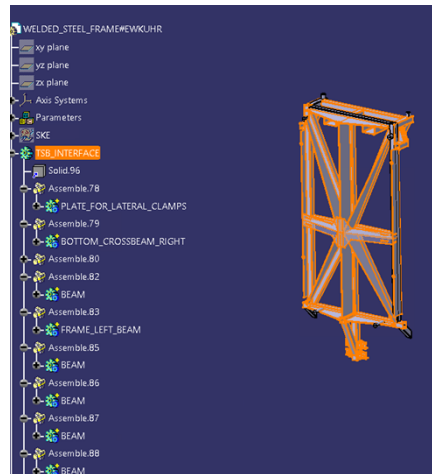 WELDED_STEEL_FRAME#EWKUHR
xy plane
yz plane
zx plane
Axis Systems
Parameters
SKE
TSB_INTERFACE
Solid.96
Assemble.78
PLATE_FOR_LATERAL_CLAMPS
Assemble.79
BOTTOM_CROSSBEAM_RIGHT
Assemble.80
Assemble.82
BEAM
Assemble.83
FRAME_LEFT_BEAM
Assemble.85
BEAM
Assemble.86
BEAM
Assemble.87
BEAM
Assemble.88
BEAM